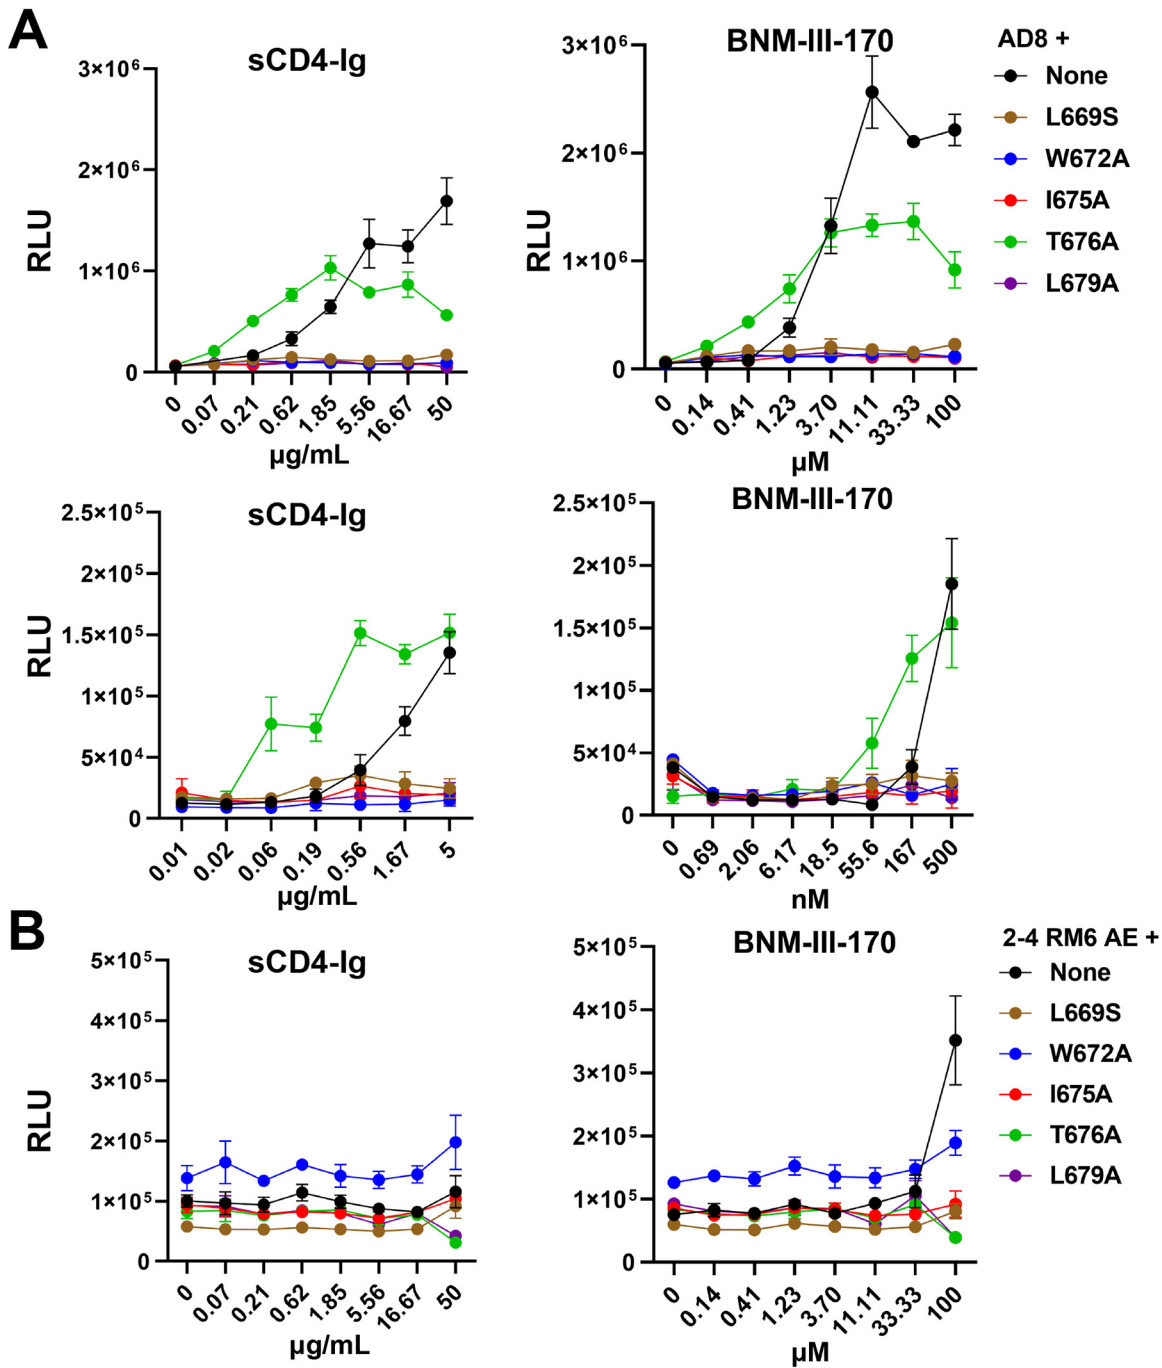 A
sCD4-Ig
3×10⁶
2×10⁶
1×10⁶
0
RLU
0 0.07 0.21 0.62 1.85 5.56 16.67 50
µg/mL
BNM-III-170
3×10⁶
2×10⁶
1×10⁶
0
RLU
0 0.14 0.41 1.23 3.70 11.11 33.33 100
µM
AD8 +
None
L669S
W672A
I675A
T676A
L679A
sCD4-Ig
2.5×10⁵
2×10⁵
1.5×10⁵
1×10⁵
5×10⁴
0
RLU
0.01 0.02 0.06 0.19 0.56 1.67 5
µg/mL
BNM-III-170
2.5×10⁵
2×10⁵
1.5×10⁵
1×10⁵
5×10⁴
0
0 0.69 2.06 6.17 18.5 55.6 167 500
nM
B
sCD4-Ig
5×10⁵
4×10⁵
3×10⁵
2×10⁵
1×10⁵
0
RLU
0 0.07 0.21 0.62 1.85 5.56 16.67 50
µg/mL
BNM-III-170
5×10⁵
4×10⁵
3×10⁵
2×10⁵
1×10⁵
0
0 0.14 0.41 1.23 3.70 11.11 33.33 100
µM
2-4 RM6 AE +
None
L669S
W672A
I675A
T676A
L679A